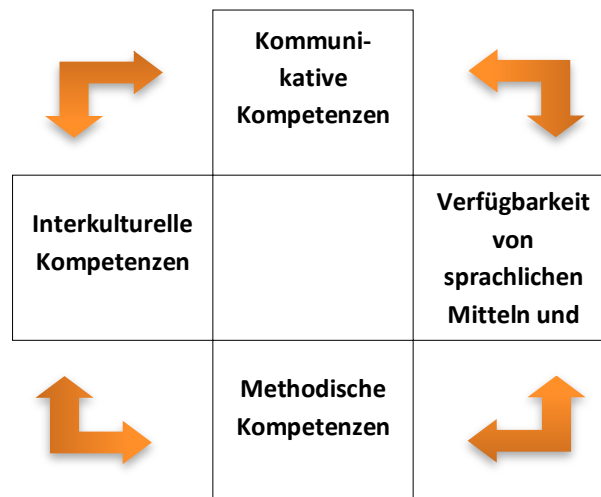 Kommuni-
kative
Kompetenzen
Interkulturelle
Kompetenzen
Verfügbarkeit
von
sprachlichen
Mitteln und
Methodische
Kompetenzen